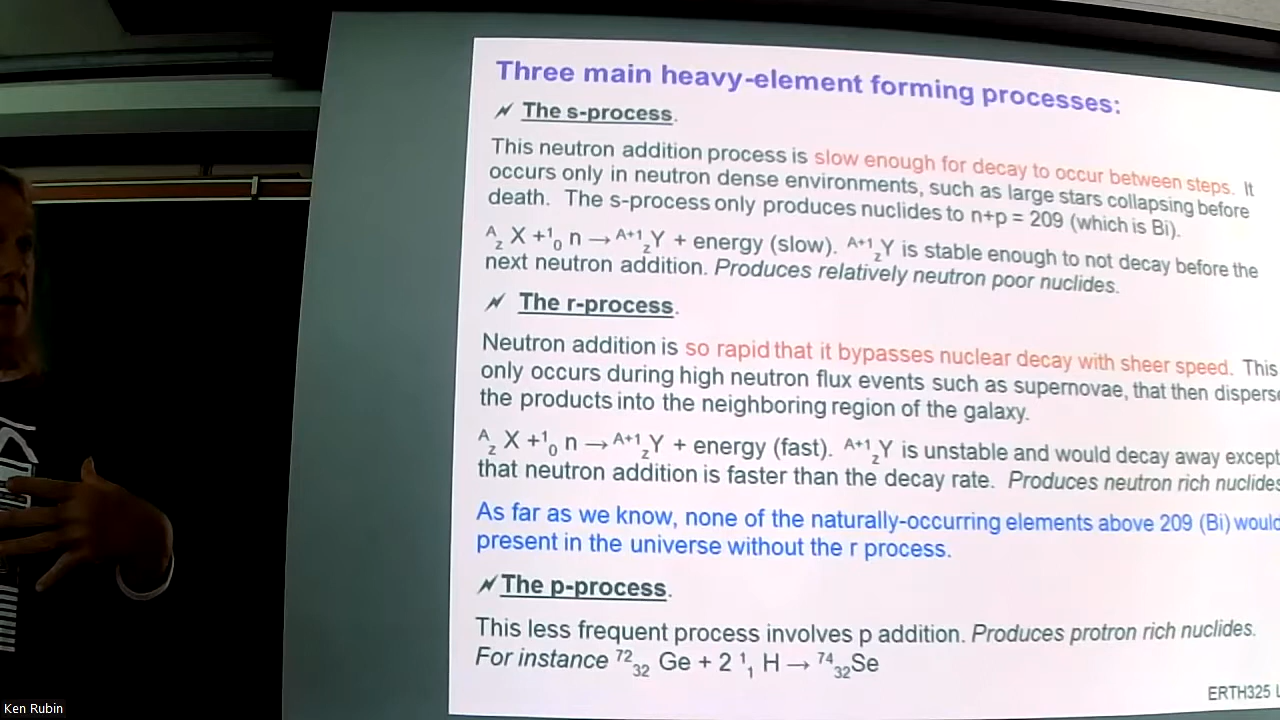 Three main heavy-element forming processes:
The s-process.
This neutron addition process is slow enough for decay to occur between steps. It
occurs only in neutron dense environments, such as large stars collapsing before
death. The s-process only produces nuclides to n+p = 209 (which is Bi).
ᴬ_z X +¹₀ n → ᴬ⁺¹_zY + energy (slow). ᴬ⁺¹_zY is stable enough to not decay before the
next neutron addition. Produces relatively neutron poor nuclides.
The r-process.
Neutron addition is so rapid that it bypasses nuclear decay with sheer speed. This
only occurs during high neutron flux events such as supernovae, that then disperse
the products into the neighboring region of the galaxy.
ᴬ_z X +¹₀ n → ᴬ⁺¹_zY + energy (fast). ᴬ⁺¹_zY is unstable and would decay away except
that neutron addition is faster than the decay rate. Produces neutron rich nuclides
As far as we know, none of the naturally-occurring elements above 209 (Bi) would
present in the universe without the r process.
The p-process.
This less frequent process involves p addition. Produces protron rich nuclides.
For instance ⁷²₃₂ Ge + 2 ¹₁ H → ⁷⁴₃₂Se
ERTH325 L
Ken Rubin